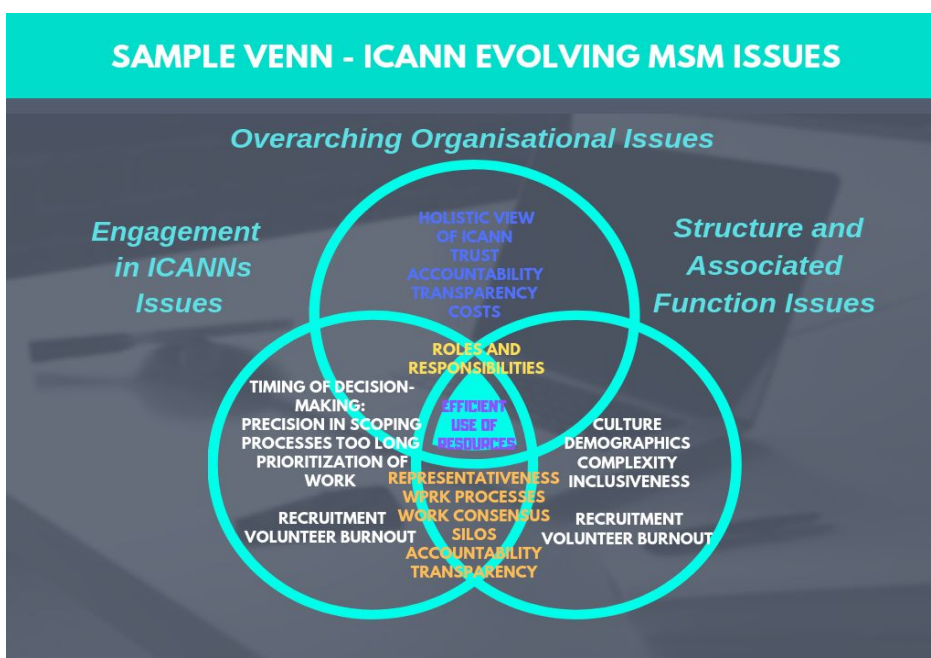 SAMPLE VENN - ICANN EVOLVING MSM ISSUES
Overarching Organisational Issues
Engagement
in ICANNs
Issues
Structure and
Associated
Function Issues
HOLISTIC VIEW
OF ICANN
TRUST
ACCOUNTABILITY
TRANSPARENCY
COSTS
ROLES AND
RESPONSIBILITIES
EFFICIENT
USE OF
RESOURCES
TIMING OF DECISION-
MAKING:
PRECISION IN SCOPING
PROCESSES TOO LONG
PRIORITIZATION OF
WORK
RECRUITMENT
VOLUNTEER BURNOUT
REPRESENTATIVENESS
WPRK PROCESSES
WORK CONSENSUS
SILOS
ACCOUNTABILITY
TRANSPARENCY
CULTURE
DEMOGRAPHICS
COMPLEXITY
INCLUSIVENESS
RECRUITMENT
VOLUNTEER BURNOUT